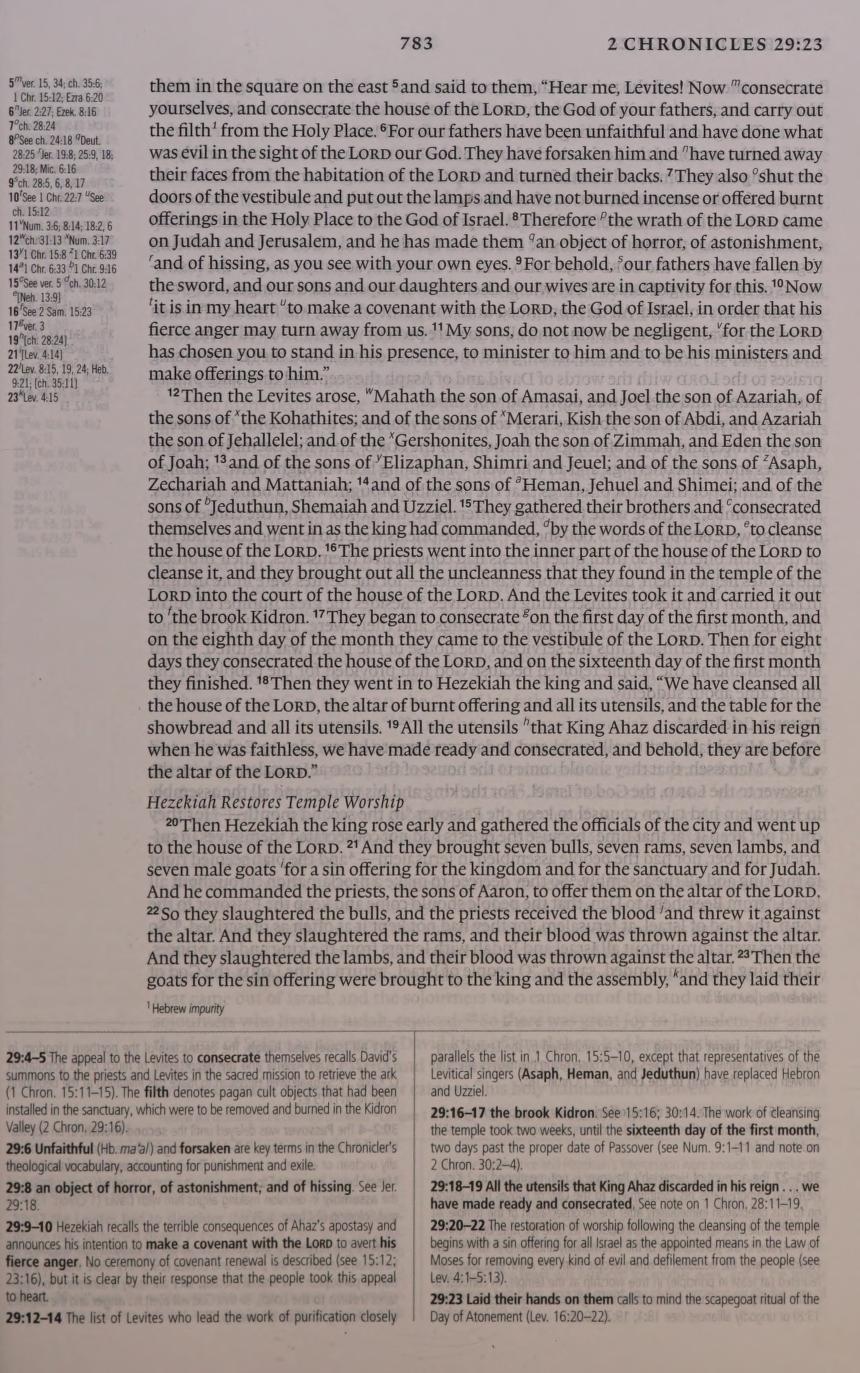 783 2 CHRONICLES 29:23
5 m ver. 15, 34; ch. 35:6;
1 Chr. 15:12; Ezra 6:20
6 n Jer. 2:27; Ezek. 8:16
7 o ch. 28:24
8 p See ch. 24:18 q Deut.
28:25 r Jer. 19:8; 25:9, 18;
29:18; Mic. 6:16
9 s ch. 28:5, 6, 8, 17
10 t See 1 Chr. 22:7 u See
ch. 15:12
11 v Num. 3:6; 8:14; 18:2, 6
12 w ch. 31:13 x Num. 3:17
13 y 1 Chr. 15:8 z 1 Chr. 6:39
14 a 1 Chr. 6:33 b 1 Chr. 9:16
15 c See ver. 5 d ch. 30:12
e [Neh. 13:9]
16 f See 2 Sam. 15:23
17 g ver. 3
19 h [ch. 28:24]
21 i [Lev. 4:14]
22 j Lev. 8:15, 19, 24; Heb.
9:21; [ch. 35:11]
23 k Lev. 4:15
them in the square on the east 5 and said to them, “Hear me, Levites! Now m consecrate
yourselves, and consecrate the house of the LORD, the God of your fathers, and carry out
the filth 1 from the Holy Place. 6 For our fathers have been unfaithful and have done what
was evil in the sight of the LORD our God. They have forsaken him and n have turned away
their faces from the habitation of the LORD and turned their backs. 7 They also o shut the
doors of the vestibule and put out the lamps and have not burned incense or offered burnt
offerings in the Holy Place to the God of Israel. 8 Therefore p the wrath of the LORD came
on Judah and Jerusalem, and he has made them q an object of horror, of astonishment,
r and of hissing, as you see with your own eyes. 9 For behold, s our fathers have fallen by
the sword, and our sons and our daughters and our wives are in captivity for this. 10 Now
t it is in my heart u to make a covenant with the LORD, the God of Israel, in order that his
fierce anger may turn away from us. 11 My sons, do not now be negligent, v for the LORD
has chosen you to stand in his presence, to minister to him and to be his ministers and
make offerings to him.”
12 Then the Levites arose, w Mahath the son of Amasai, and Joel the son of Azariah, of
the sons of x the Kohathites; and of the sons of x Merari, Kish the son of Abdi, and Azariah
the son of Jehallelel; and of the x Gershonites, Joah the son of Zimmah, and Eden the son
of Joah; 13 and of the sons of y Elizaphan, Shimri and Jeuel; and of the sons of z Asaph,
Zechariah and Mattaniah; 14 and of the sons of a Heman, Jehuel and Shimei; and of the
sons of b Jeduthun, Shemaiah and Uzziel. 15 They gathered their brothers and c consecrated
themselves and went in as the king had commanded, d by the words of the LORD, e to cleanse
the house of the LORD. 16 The priests went into the inner part of the house of the LORD to
cleanse it, and they brought out all the uncleanness that they found in the temple of the
LORD into the court of the house of the LORD. And the Levites took it and carried it out
to f the brook Kidron. 17 They began to consecrate g on the first day of the first month, and
on the eighth day of the month they came to the vestibule of the LORD. Then for eight
days they consecrated the house of the LORD, and on the sixteenth day of the first month
they finished. 18 Then they went in to Hezekiah the king and said, “We have cleansed all
the house of the LORD, the altar of burnt offering and all its utensils, and the table for the
showbread and all its utensils. 19 All the utensils h that King Ahaz discarded in his reign
when he was faithless, we have made ready and consecrated, and behold, they are before
the altar of the LORD.”
Hezekiah Restores Temple Worship
20 Then Hezekiah the king rose early and gathered the officials of the city and went up
to the house of the LORD. 21 And they brought seven bulls, seven rams, seven lambs, and
seven male goats i for a sin offering for the kingdom and for the sanctuary and for Judah.
And he commanded the priests, the sons of Aaron, to offer them on the altar of the LORD.
22 So they slaughtered the bulls, and the priests received the blood j and threw it against
the altar. And they slaughtered the rams, and their blood was thrown against the altar.
And they slaughtered the lambs, and their blood was thrown against the altar. 23 Then the
goats for the sin offering were brought to the king and the assembly, k and they laid their
1 Hebrew impurity
29:4–5 The appeal to the Levites to consecrate themselves recalls David's
summons to the priests and Levites in the sacred mission to retrieve the ark
(1 Chron. 15:11–15). The filth denotes pagan cult objects that had been
installed in the sanctuary, which were to be removed and burned in the Kidron
Valley (2 Chron. 29:16).
29:6 Unfaithful (Hb. maʻal) and forsaken are key terms in the Chronicler's
theological vocabulary, accounting for punishment and exile.
29:8 an object of horror, of astonishment, and of hissing. See Jer.
29:18.
29:9–10 Hezekiah recalls the terrible consequences of Ahaz's apostasy and
announces his intention to make a covenant with the LORD to avert his
fierce anger. No ceremony of covenant renewal is described (see 15:12;
23:16), but it is clear by their response that the people took this appeal
to heart.
29:12–14 The list of Levites who lead the work of purification closely
parallels the list in 1 Chron. 15:5–10, except that representatives of the
Levitical singers (Asaph, Heman, and Jeduthun) have replaced Hebron
and Uzziel.
29:16–17 the brook Kidron. See 15:16; 30:14. The work of cleansing
the temple took two weeks, until the sixteenth day of the first month,
two days past the proper date of Passover (see Num. 9:1–11 and note on
2 Chron. 30:2–4).
29:18–19 All the utensils that King Ahaz discarded in his reign . . . we
have made ready and consecrated. See note on 1 Chron. 28:11–19.
29:20–22 The restoration of worship following the cleansing of the temple
begins with a sin offering for all Israel as the appointed means in the Law of
Moses for removing every kind of evil and defilement from the people (see
Lev. 4:1–5:13).
29:23 Laid their hands on them calls to mind the scapegoat ritual of the
Day of Atonement (Lev. 16:20–22).